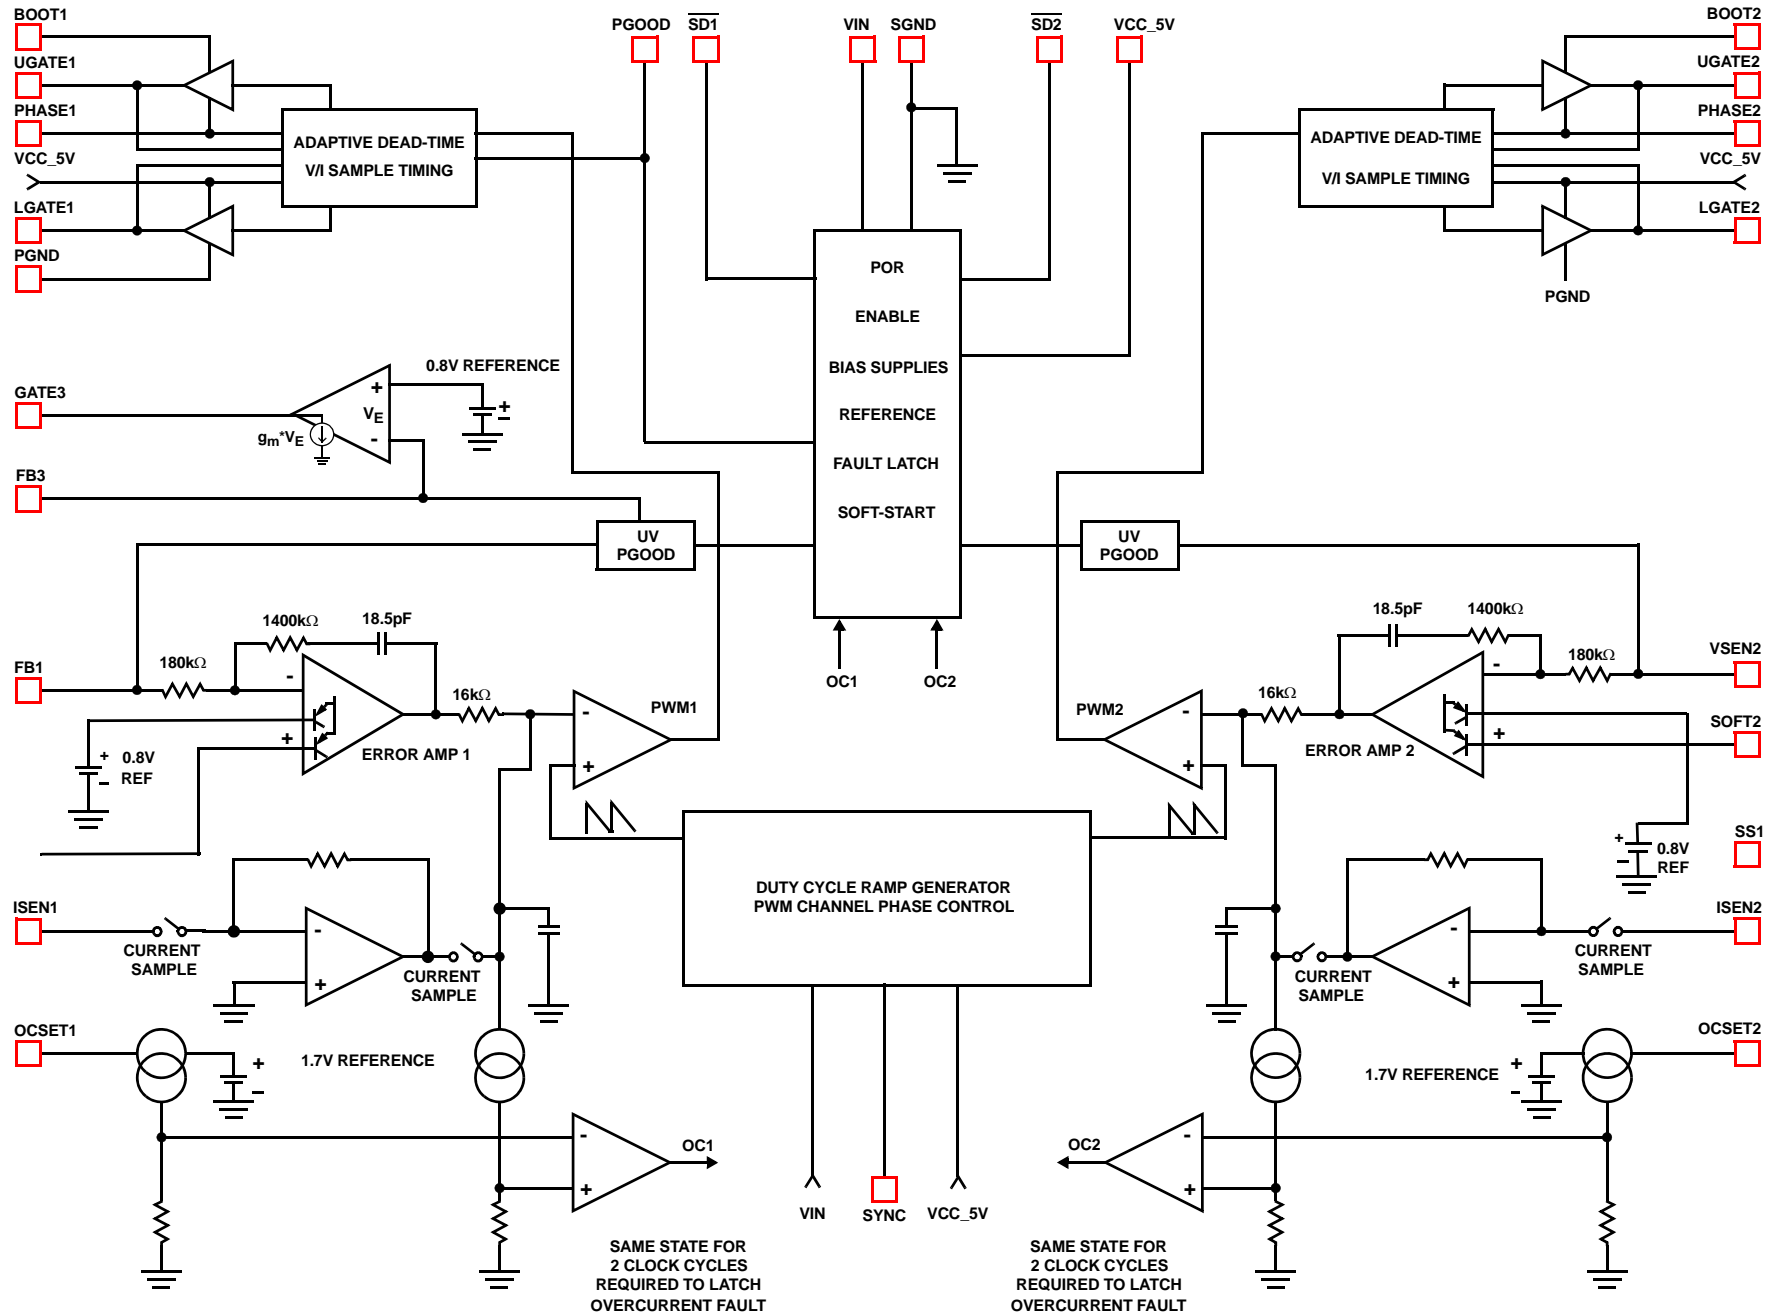 BOOT1
UGATE1
PHASE1
VCC_5V
LGATE1
PGND
ADAPTIVE DEAD-TIME
V/I SAMPLE TIMING
PGOOD
SD1
VIN
SGND
SD2
VCC_5V
BOOT2
UGATE2
PHASE2
VCC_5V
LGATE2
PGND
ADAPTIVE DEAD-TIME
V/I SAMPLE TIMING
POR
ENABLE
BIAS SUPPLIES
REFERENCE
FAULT LATCH
SOFT-START
OC1
OC2
GATE3
0.8V REFERENCE
+
VE
-
gm*VE
+
-
FB3
UV
PGOOD
UV
PGOOD
FB1
180kΩ
1400kΩ
18.5pF
-
+
ERROR AMP 1
+
-
0.8V
REF
16kΩ
-
+
PWM1
18.5pF
1400kΩ
180kΩ
VSEN2
SOFT2
-
+
ERROR AMP 2
16kΩ
PWM2
-
+
+
-
0.8V
REF
SS1
DUTY CYCLE RAMP GENERATOR
PWM CHANNEL PHASE CONTROL
ISEN1
CURRENT
SAMPLE
-
+
CURRENT
SAMPLE
ISEN2
CURRENT
SAMPLE
-
+
CURRENT
SAMPLE
OCSET1
+
-
1.7V REFERENCE
-
+
OC1
OCSET2
+
-
1.7V REFERENCE
-
+
OC2
VIN
SYNC
VCC_5V
SAME STATE FOR
2 CLOCK CYCLES
REQUIRED TO LATCH
OVERCURRENT FAULT
SAME STATE FOR
2 CLOCK CYCLES
REQUIRED TO LATCH
OVERCURRENT FAULT